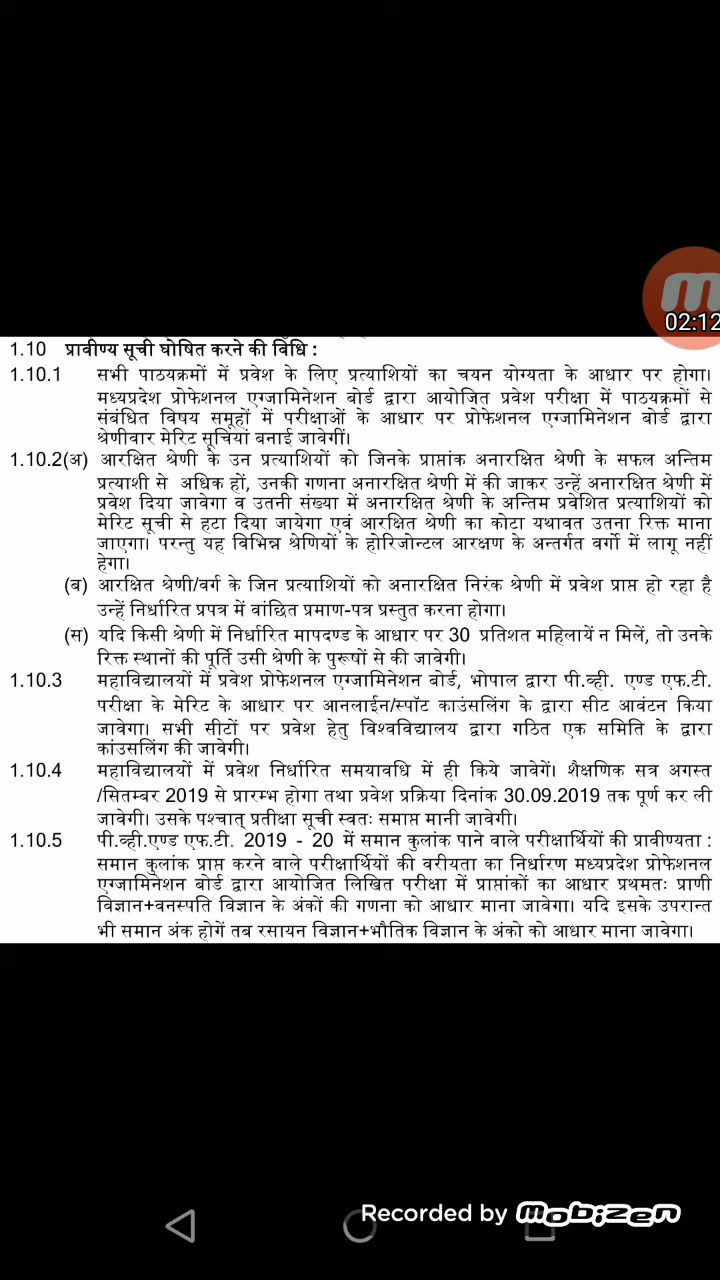 02:12
1.10 प्रावीण्य सूची घोषित करने की विधि :
1.10.1 सभी पाठयक्रमों में प्रवेश के लिए प्रत्याशियों का चयन योग्यता के आधार पर होगा।
मध्यप्रदेश प्रोफेशनल एग्जामिनेशन बोर्ड द्वारा आयोजित प्रवेश परीक्षा में पाठयक्रमों से
संबंधित विषय समूहों में परीक्षाओं के आधार पर प्रोफेशनल एग्जामिनेशन बोर्ड द्वारा
श्रेणीवार मेरिट सूचियां बनाई जावेगीं।
1.10.2(अ) आरक्षित श्रेणी के उन प्रत्याशियों को जिनके प्राप्तांक अनारक्षित श्रेणी के सफल अन्तिम
प्रत्याशी से अधिक हों, उनकी गणना अनारक्षित श्रेणी में की जाकर उन्हें अनारक्षित श्रेणी में
प्रवेश दिया जावेगा व उतनी संख्या में अनारक्षित श्रेणी के अन्तिम प्रवेशित प्रत्याशियों को
मेरिट सूची से हटा दिया जायेगा एवं आरक्षित श्रेणी का कोटा यथावत उतना रिक्त माना
जाएगा। परन्तु यह विभिन्न श्रेणियों के होरिजोन्टल आरक्षण के अन्तर्गत वर्गो में लागू नहीं
हेगा।
(ब) आरक्षित श्रेणी/वर्ग के जिन प्रत्याशियों को अनारक्षित निरंक श्रेणी में प्रवेश प्राप्त हो रहा है
उन्हें निर्धारित प्रपत्र में वांछित प्रमाण-पत्र प्रस्तुत करना होगा।
(स) यदि किसी श्रेणी में निर्धारित मापदण्ड के आधार पर 30 प्रतिशत महिलायें न मिलें, तो उनके
रिक्त स्थानों की पूर्ति उसी श्रेणी के पुरूषों से की जावेगी।
1.10.3 महाविद्यालयों में प्रवेश प्रोफेशनल एग्जामिनेशन बोर्ड, भोपाल द्वारा पी.व्ही. एण्ड एफ.टी.
परीक्षा के मेरिट के आधार पर आनलाईन/स्पॉट काउंसलिंग के द्वारा सीट आवंटन किया
जावेगा। सभी सीटों पर प्रवेश हेतु विश्वविद्यालय द्वारा गठित एक समिति के द्वारा
कांउसलिंग की जावेगी।
1.10.4 महाविद्यालयों में प्रवेश निर्धारित समयावधि में ही किये जावेगें। शैक्षणिक सत्र अगस्त
/सितम्बर 2019 से प्रारम्भ होगा तथा प्रवेश प्रक्रिया दिनांक 30.09.2019 तक पूर्ण कर ली
जावेगी। उसके पश्चात् प्रतीक्षा सूची स्वतः समाप्त मानी जावेगी।
1.10.5 पी.व्ही.एण्ड एफ.टी. 2019 - 20 में समान कुलांक पाने वाले परीक्षार्थियों की प्रावीण्यता :
समान कुलांक प्राप्त करने वाले परीक्षार्थियों की वरीयता का निर्धारण मध्यप्रदेश प्रोफेशनल
एग्जामिनेशन बोर्ड द्वारा आयोजित लिखित परीक्षा में प्राप्तांकों का आधार प्रथमतः प्राणी
विज्ञान+वनस्पति विज्ञान के अंकों की गणना को आधार माना जावेगा। यदि इसके उपरान्त
भी समान अंक होगें तब रसायन विज्ञान+भौतिक विज्ञान के अंको को आधार माना जावेगा।
Recorded by mobizen